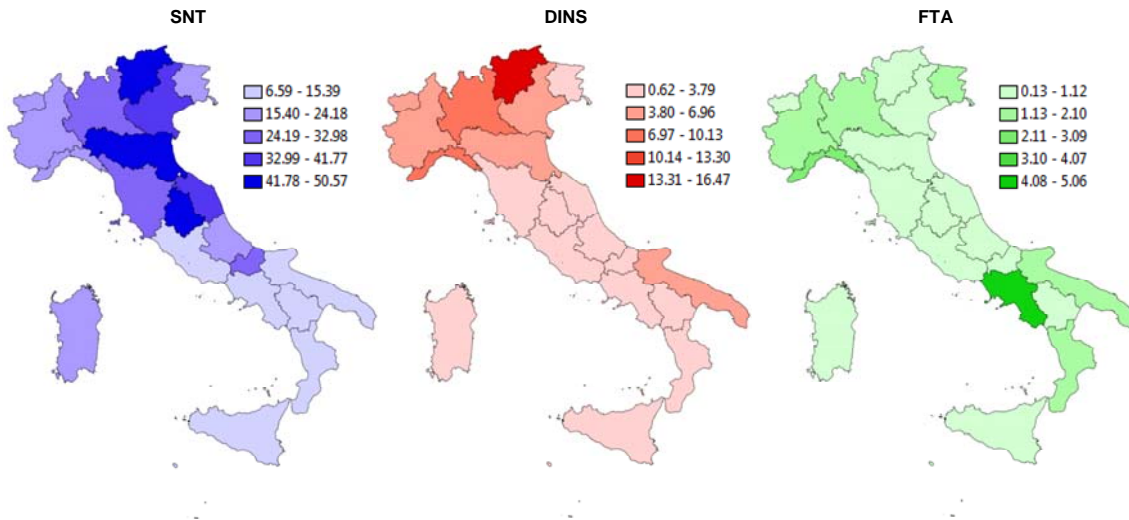 SNT
6.59 - 15.39
15.40 - 24.18
24.19 - 32.98
32.99 - 41.77
41.78 - 50.57
DINS
0.62 - 3.79
3.80 - 6.96
6.97 - 10.13
10.14 - 13.30
13.31 - 16.47
FTA
0.13 - 1.12
1.13 - 2.10
2.11 - 3.09
3.10 - 4.07
4.08 - 5.06